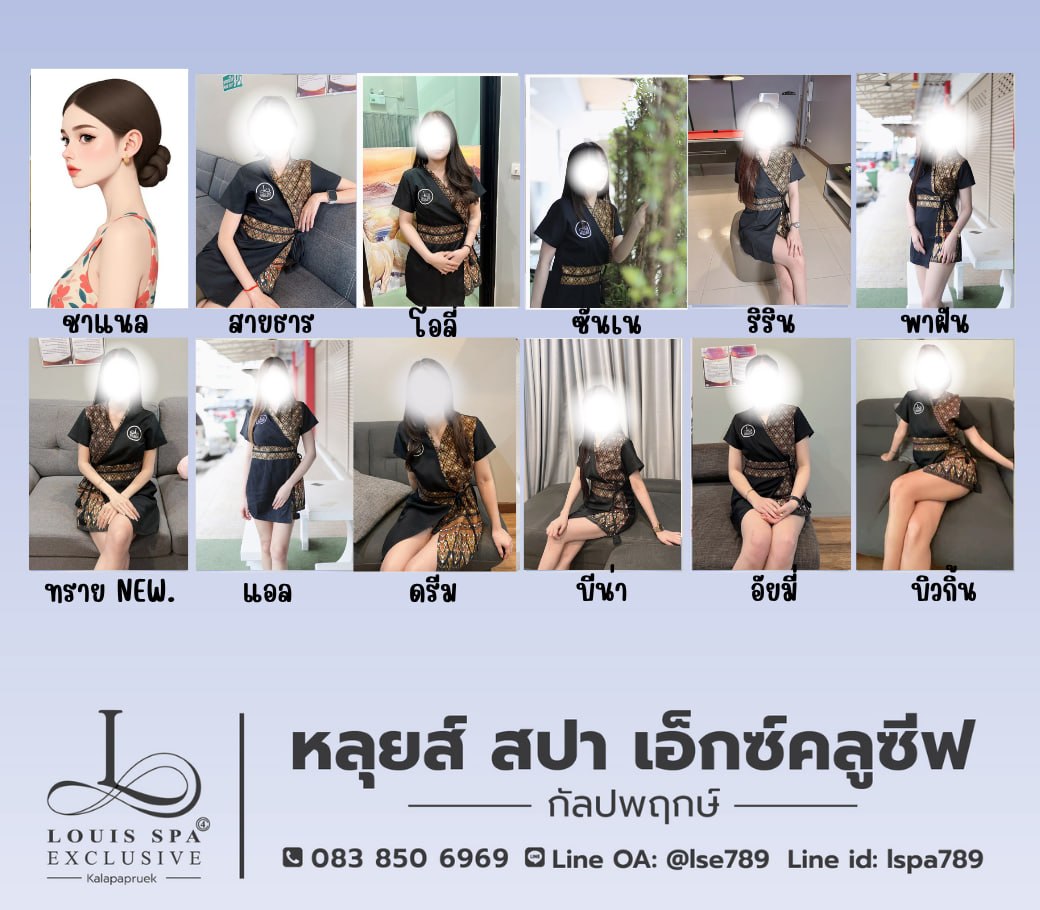 ชาแนล สายธาร โอลี่ ซันเน ริริน พาฝัน
ทราย NEW. แอล ดรีม บีน่า อัยมี่ บิวกิ้น
L
LOUIS SPA 4
EXCLUSIVE
Kalapapruek
หลุยส์ สปา เอ็กซ์คลูซีฟ
กัลปพฤกษ์
083 850 6969 Line OA: @lse789 Line id: lspa789